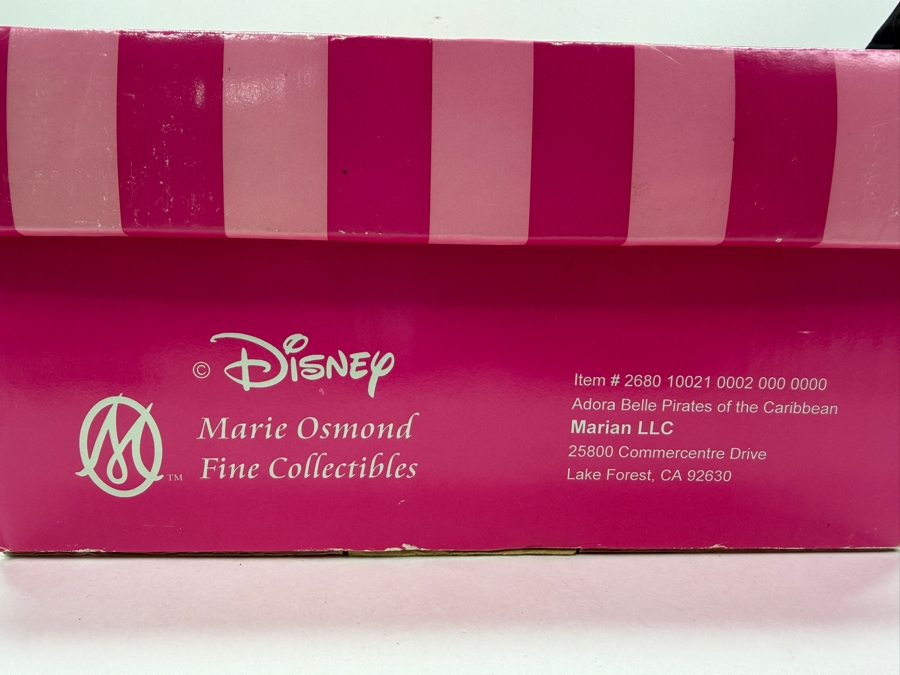 © Disney
M™
Marie Osmond
Fine Collectibles
Item # 2680 10021 0002 000 0000
Adora Belle Pirates of the Caribbean
Marian LLC
25800 Commercentre Drive
Lake Forest, CA 92630